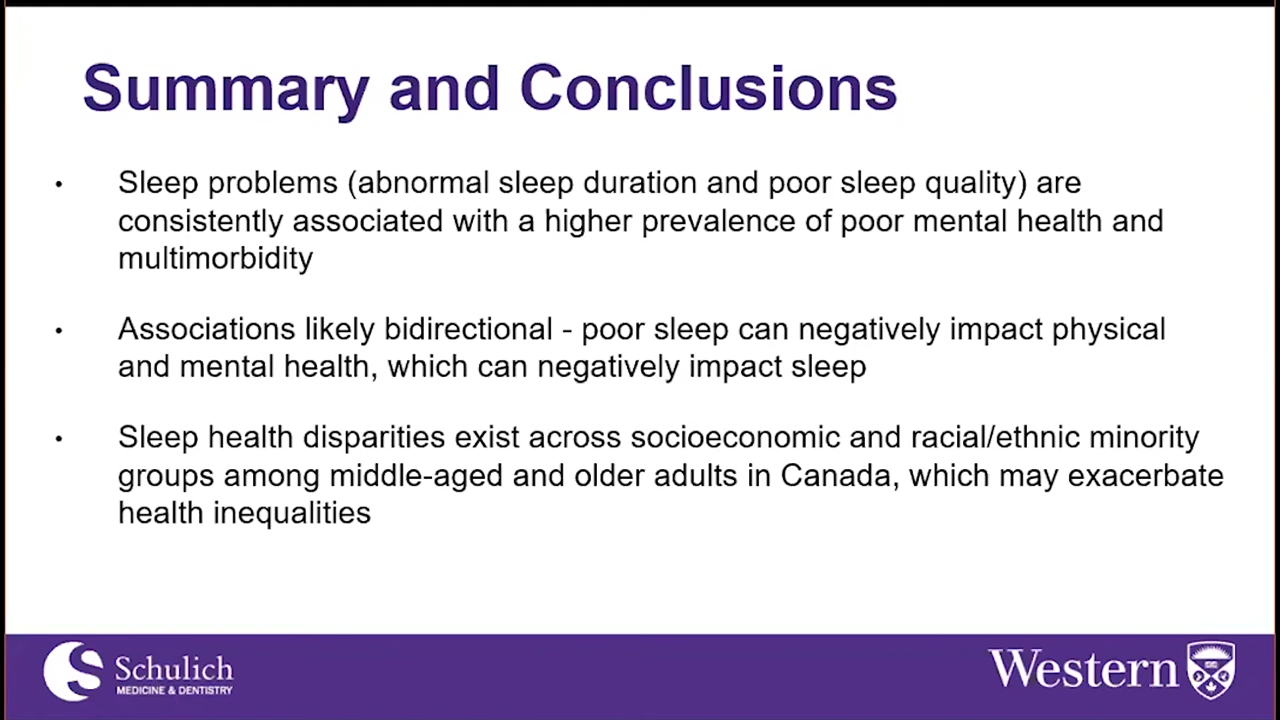 Summary and Conclusions
• Sleep problems (abnormal sleep duration and poor sleep quality) are
consistently associated with a higher prevalence of poor mental health and
multimorbidity
• Associations likely bidirectional - poor sleep can negatively impact physical
and mental health, which can negatively impact sleep
• Sleep health disparities exist across socioeconomic and racial/ethnic minority
groups among middle-aged and older adults in Canada, which may exacerbate
health inequalities
Schulich
MEDICINE & DENTISTRY
Western